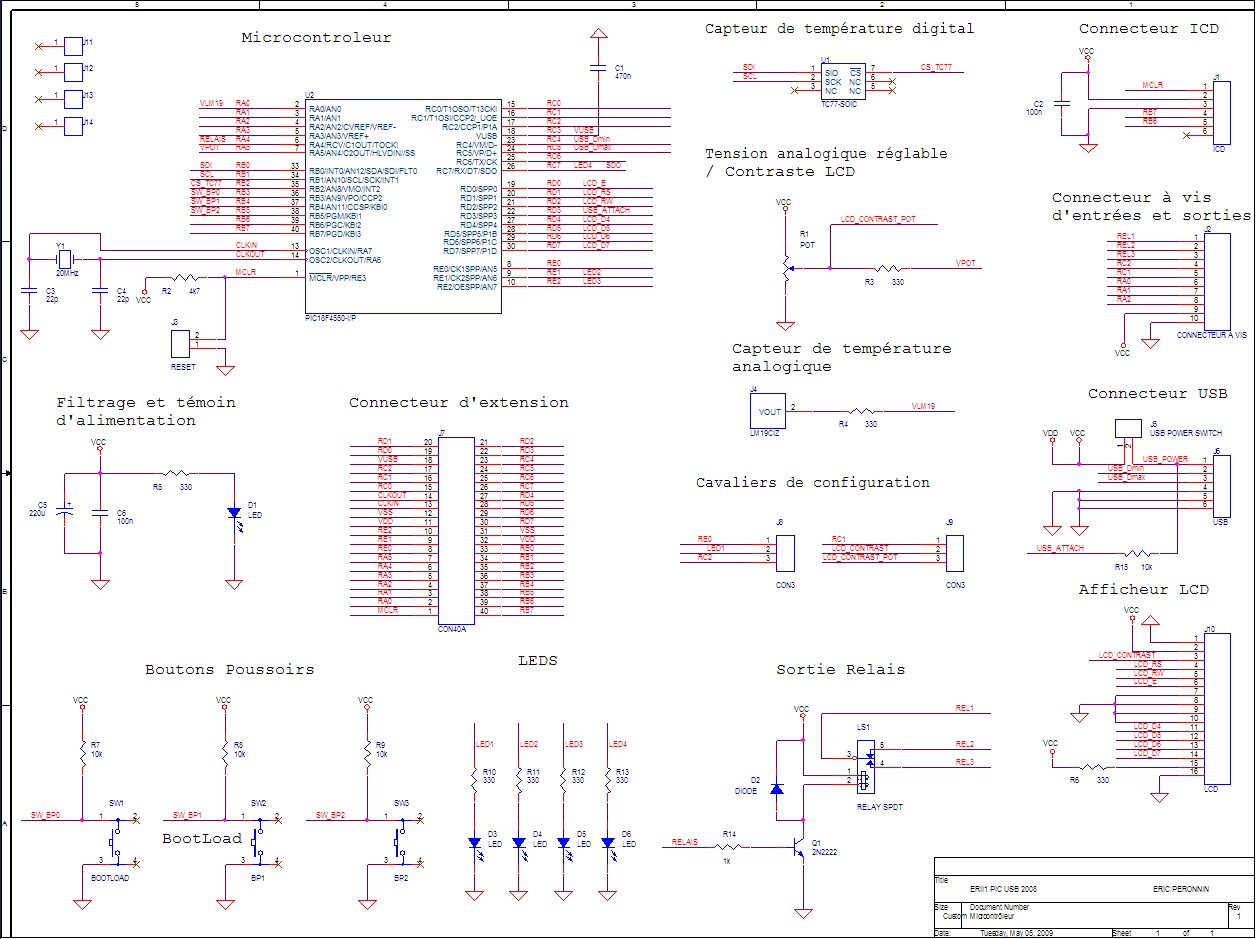 5 4 3 2 1
Microcontroleur
Capteur de température digital
Connecteur ICD
1 J11
1 J12
1 J13
1 J14
C1
470n
U2
VLM19 RA0 2 RA0/AN0
RA1 3 RA1/AN1
RA2 4 RA2/AN2/CVREF/VREF-
RA3 5 RA3/AN3/VREF+
RELAIS RA4 6 RA4/RCV/C1OUT/TOCKI
VPOT RA5 7 RA5/AN4/C2OUT/HLVDIN//SS
SDI RB0 33 RB0/INT0/AN12/SDA/SDI/FLT0
SCL RB1 34 RB1/AN10/SCL/SCK/INT1
CS_TC77 RB2 35 RB2/AN8/VMO/INT2
SW_BP0 RB3 36 RB3/AN9/VPO/CCP2
SW_BP1 RB4 37 RB4/AN11/CCSP/KBI0
SW_BP2 RB5 38 RB5/PGM/KBI1
RB6 39 RB6/PGC/KBI2
RB7 40 RB7/PGD/KBI3
CLKIN 13 OSC1/CLKIN/RA7
CLKOUT 14 OSC2/CLKOUT/RA6
MCLR 1 MCLR/VPP/RE3
RC0/T1OSO/T13CKI 15 RC0
RC1/T1OSI/CCP2/_UOE 16 RC1
RC2/CCP1/P1A 17 RC2
VUSB 18 RC3 VUSB
RC4/VM/D- 23 RC4 USB_Dmin
RC5/VP/D+ 24 RC5 USB_Dmax
RC6/TX/CK 25 RC6
RC7/RX/DT/SDO 26 RC7 LED4 SDO
RD0/SPP0 19 RD0 LCD_E
RD1/SPP1 20 RD1 LCD_RS
RD2/SPP2 21 RD2 LCD_RW
RD3/SPP3 22 RD3 USB_ATTACH
RD4/SPP4 27 RD4 LCD_D4
RD5/SPP5/P1B 28 RD5 LCD_D5
RD6/SPP6/P1C 29 RD6 LCD_D6
RD7/SPP7/P1D 30 RD7 LCD_D7
RE0/CK1SPP/AN5 8 RE0
RE1/CK2SPP/AN6 9 RE1 LED2
RE2/OESPP/AN7 10 RE2 LED3
PIC18F4550-I/P
Y1
20MHz
C3
22p
C4
22p
VCC
R2 4k7
J3
2
1
RESET
U1
SDI 1 SIO CS 7 CS_TC77
SCL 2 SCK NC 6
3 NC NC 5
TC77-SOIC
VCC
C2
100n
J1
MCLR 1
2
3
RB7 4
RB6 5
6
ICD
Tension analogique réglable
/ Contraste LCD
VCC
R1
POT
LCD_CONTRAST_POT
R3 330
VPOT
Connecteur à vis
d'entrées et sorties
J2
REL1 1
REL2 2
REL3 3
RC2 4
RC1 5
RA0 6
RA1 7
RA2 8
9
10
VCC
CONNECTEUR A VIS
Capteur de température
analogique
J4
VOUT 2
LM19CIZ
R4 330
VLM19
Filtrage et témoin
d'alimentation
VCC
R5 330
C5
220u
+
C6
100n
D1
LED
Connecteur d'extension
J7
RD1 20 21 RD2
RD0 19 22 RD3
VUSB 18 23 RC4
RC2 17 24 RC5
RC1 16 25 RC6
RC0 15 26 RC7
CLKOUT 14 27 RD4
CLKIN 13 28 RD5
VSS 12 29 RD6
VDD 11 30 RD7
RE2 10 31 VSS
RE1 9 32 VDD
RE0 8 33 RB0
RA5 7 34 RB1
RA4 6 35 RB2
RA3 5 36 RB3
RA2 4 37 RB4
RA1 3 38 RB5
RA0 2 39 RB6
MCLR 1 40 RB7
CON40A
Cavaliers de configuration
J8
RE0 1
LED1 2
RC2 3
CON3
J9
RC1 1
LCD_CONTRAST 2
LCD_CONTRAST_POT 3
CON3
Connecteur USB
VDD VCC
J5
USB POWER SWITCH
1 2
J6
USB_POWER 1
USB_Dmin 2
USB_Dmax 3
4
5
6
USB
USB_ATTACH
R15 10k
Afficheur LCD
VCC
J10
1
2
LCD_CONTRAST 3
LCD_RS 4
LCD_RW 5
LCD_E 6
7
8
9
10
LCD_D4 11
LCD_D5 12
LCD_D6 13
LCD_D7 14
15
16
VCC
R6 330
LCD
Boutons Poussoirs
VCC VCC VCC
R7
10k
R8
10k
R9
10k
SW_BP0 1 SW1 2
SW_BP1 1 SW2 2
SW_BP2 1 SW3 2
BootLoad
3 4
3 4
3 4
BOOTLOAD
BP1
BP2
LEDS
LED1 LED2 LED3 LED4
R10
330
R11
330
R12
330
R13
330
D3
LED
D4
LED
D5
LED
D6
LED
Sortie Relais
VCC
LS1
REL1
REL2
REL3
3 5
4
1
2
D2
DIODE
RELAY SPDT
RELAIS
R14
1k
Q1
2N2222
D
C
B
A
Title
ERII1 PIC USB 2008 ERIC PERONNIN
Size Document Number Rev
Custom Microcontrôleur 1
Date: Tuesday, May 05, 2009 Sheet 1 of 1